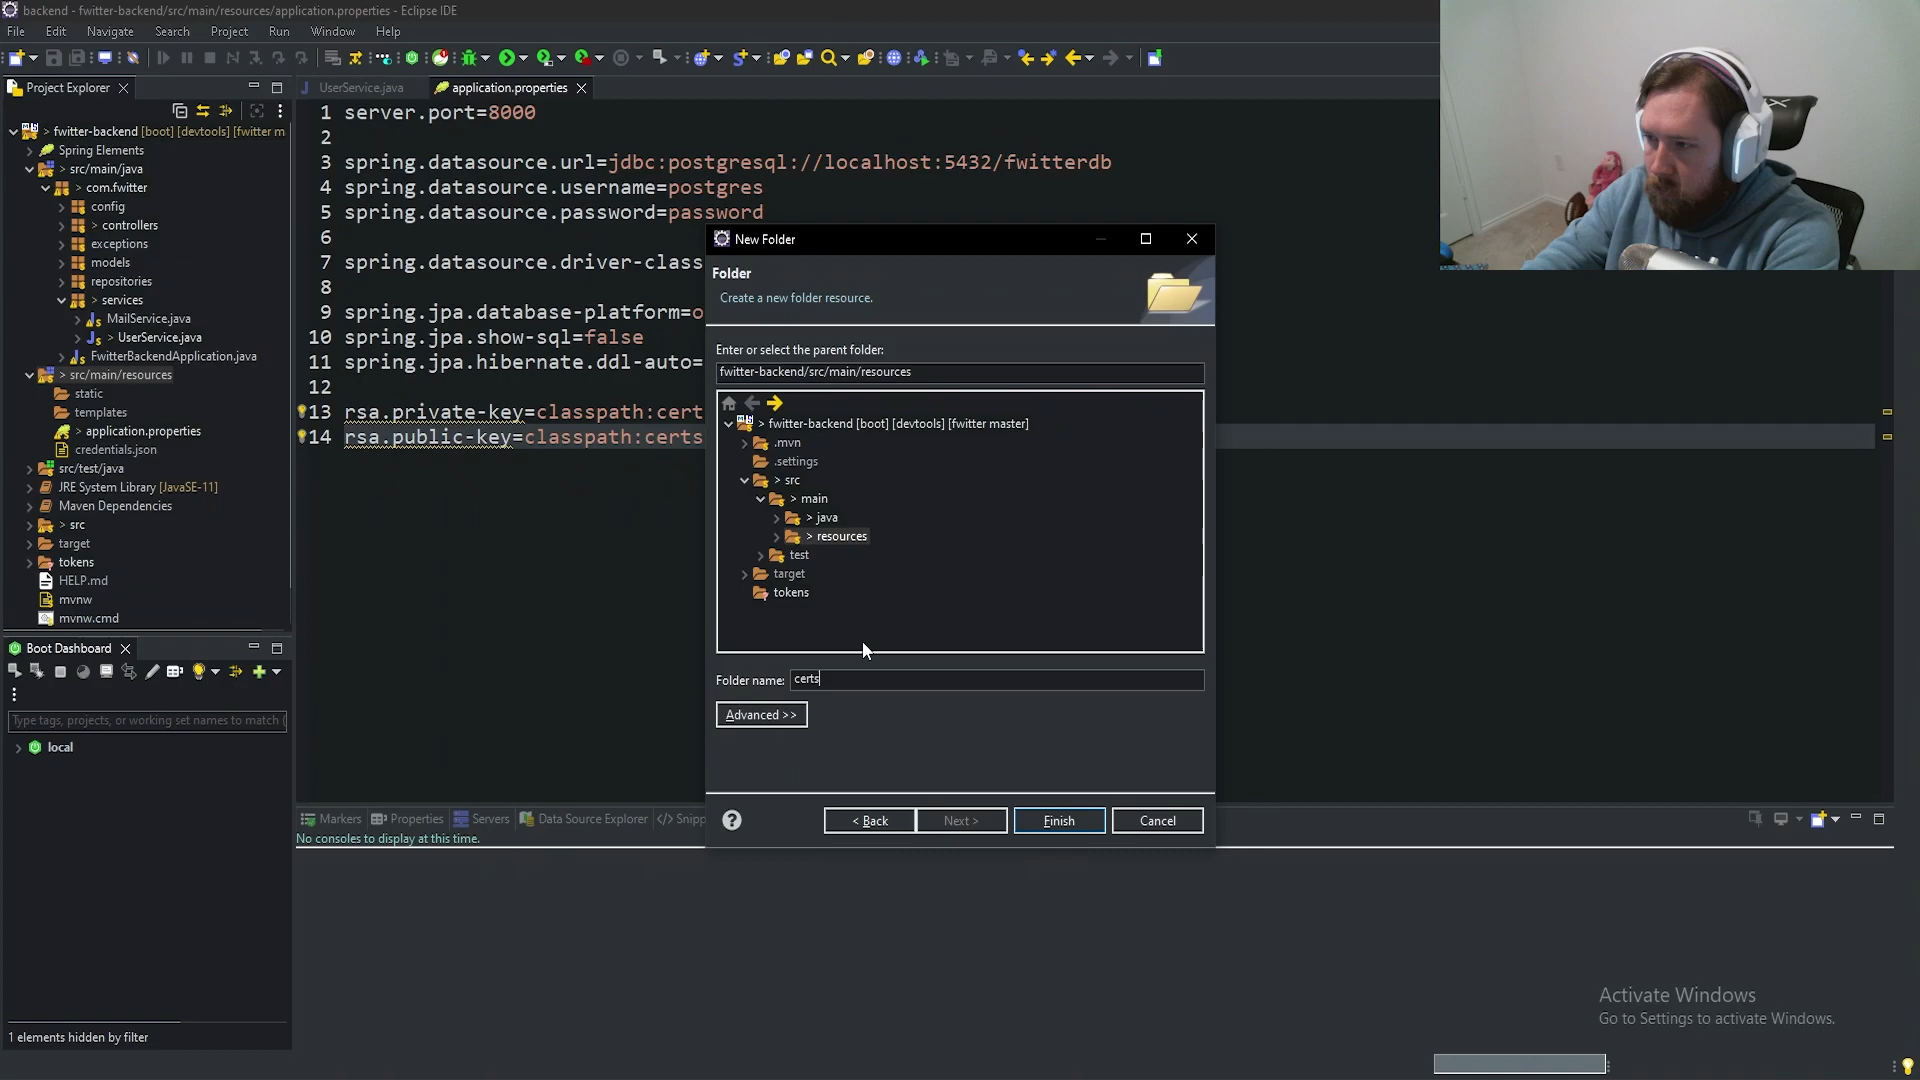 backend - fwitter-backend/src/main/resources/application.properties - Eclipse IDE
File Edit Navigate Search Project Run Window Help
Project Explorer
UserService.java
application.properties
> fwitter-backend [boot] [devtools] [fwitter m
Spring Elements
> src/main/java
> com.fwitter
config
> controllers
exceptions
models
repositories
> services
MailService.java
> UserService.java
FwitterBackendApplication.java
> src/main/resources
static
templates
> application.properties
credentials.json
src/test/java
JRE System Library [JavaSE-11]
Maven Dependencies
> src
target
tokens
HELP.md
mvnw
mvnw.cmd
1 server.port=8000
2
3 spring.datasource.url=jdbc:postgresql://localhost:5432/fwitterdb
4 spring.datasource.username=postgres
5 spring.datasource.password=password
6
7 spring.datasource.driver-class
8
9 spring.jpa.database-platform=o
10 spring.jpa.show-sql=false
11 spring.jpa.hibernate.ddl-auto=
12
13 rsa.private-key=classpath:cert
14 rsa.public-key=classpath:certs
New Folder
Folder
Create a new folder resource.
Enter or select the parent folder:
fwitter-backend/src/main/resources
> fwitter-backend [boot] [devtools] [fwitter master]
.mvn
.settings
> src
> main
> java
> resources
test
target
tokens
Folder name: certs
Advanced >>
< Back
Next >
Finish
Cancel
Boot Dashboard
Type tags, projects, or working set names to match (
local
1 elements hidden by filter
Markers
Properties
Servers
Data Source Explorer
Snipp
No consoles to display at this time.
Activate Windows
Go to Settings to activate Windows.